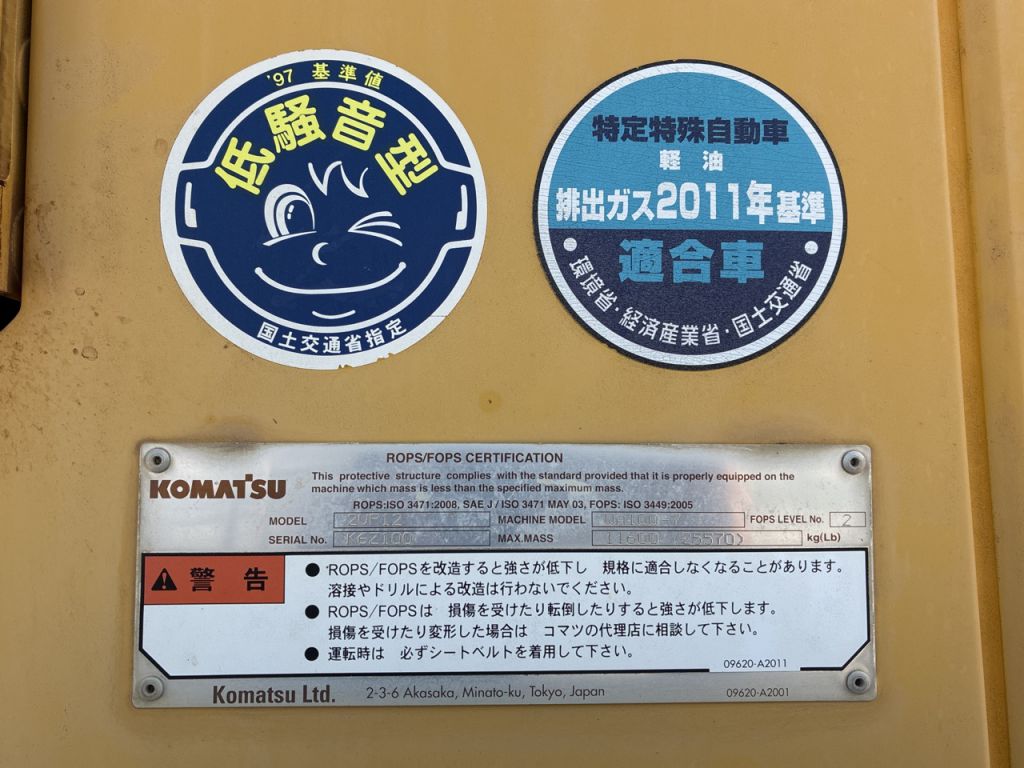 '97 基準値
低騒音型
国土交通省指定
特定特殊自動車
軽油
排出ガス2011年基準
適合車
環境省・経済産業省・国土交通省
ROPS/FOPS CERTIFICATION
KOMATSU
This protective structure complies with the standard provided that it is properly equipped on the
machine which mass is less than the specified maximum mass.
ROPS:ISO 3471:2008, SAE J / ISO 3471 MAY 03, FOPS: ISO 3449:2005
MODEL MACHINE MODEL FOPS LEVEL No. 2
SERIAL No. K6Z100 MAX.MASS 11600 (25570) kg(Lb)
警告
● ROPS/FOPSを改造すると強さが低下し 規格に適合しなくなることがあります。
溶接やドリルによる改造は行わないでください。
● ROPS/FOPSは 損傷を受けたり転倒したりすると強さが低下します。
損傷を受けたり変形した場合は コマツの代理店に相談して下さい。
● 運転時は 必ずシートベルトを着用して下さい。
09620-A2011
Komatsu Ltd. 2-3-6 Akasaka, Minato-ku, Tokyo, Japan 09620-A2001